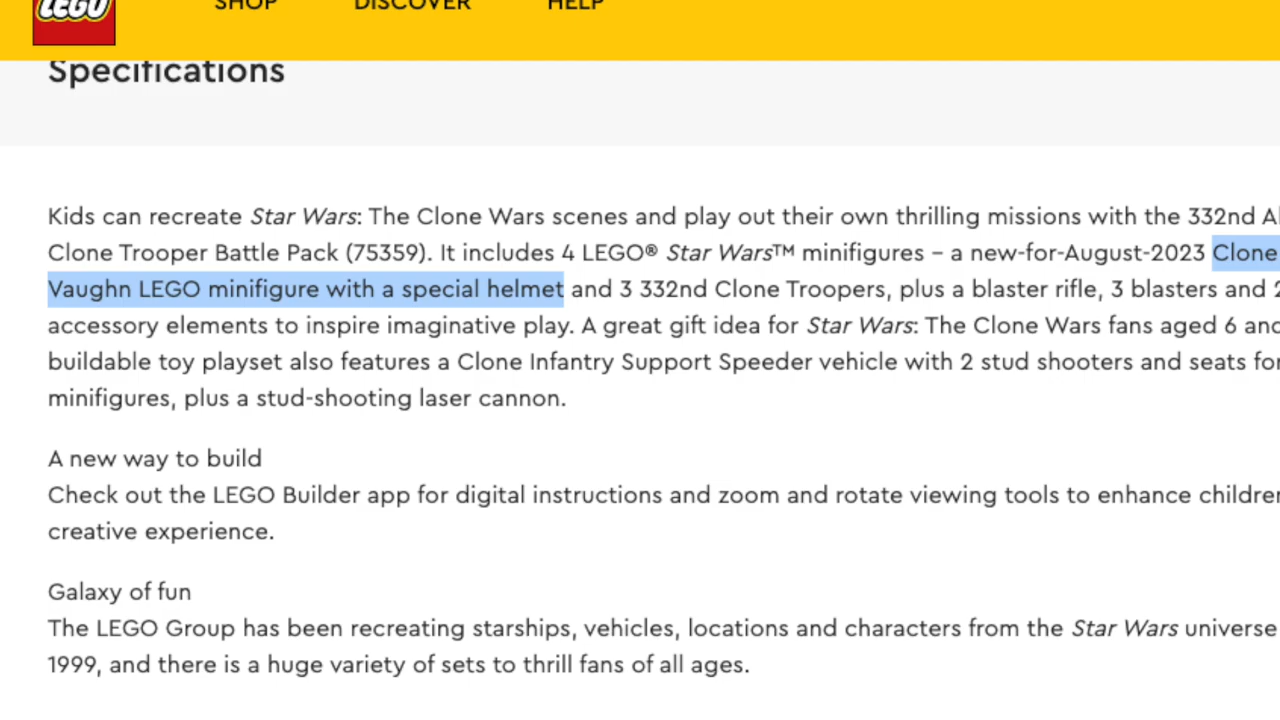 LEGO
SHOP DISCOVER HELP
Specifications
Kids can recreate Star Wars: The Clone Wars scenes and play out their own thrilling missions with the 332nd
Clone Trooper Battle Pack (75359). It includes 4 LEGO® Star Wars™ minifigures – a new-for-August-2023 Clone
Vaughn LEGO minifigure with a special helmet and 3 332nd Clone Troopers, plus a blaster rifle, 3 blasters and 2
accessory elements to inspire imaginative play. A great gift idea for Star Wars: The Clone Wars fans aged 6 and
buildable toy playset also features a Clone Infantry Support Speeder vehicle with 2 stud shooters and seats for
minifigures, plus a stud-shooting laser cannon.
A new way to build
Check out the LEGO Builder app for digital instructions and zoom and rotate viewing tools to enhance
creative experience.
Galaxy of fun
The LEGO Group has been recreating starships, vehicles, locations and characters from the Star Wars universe
1999, and there is a huge variety of sets to thrill fans of all ages.